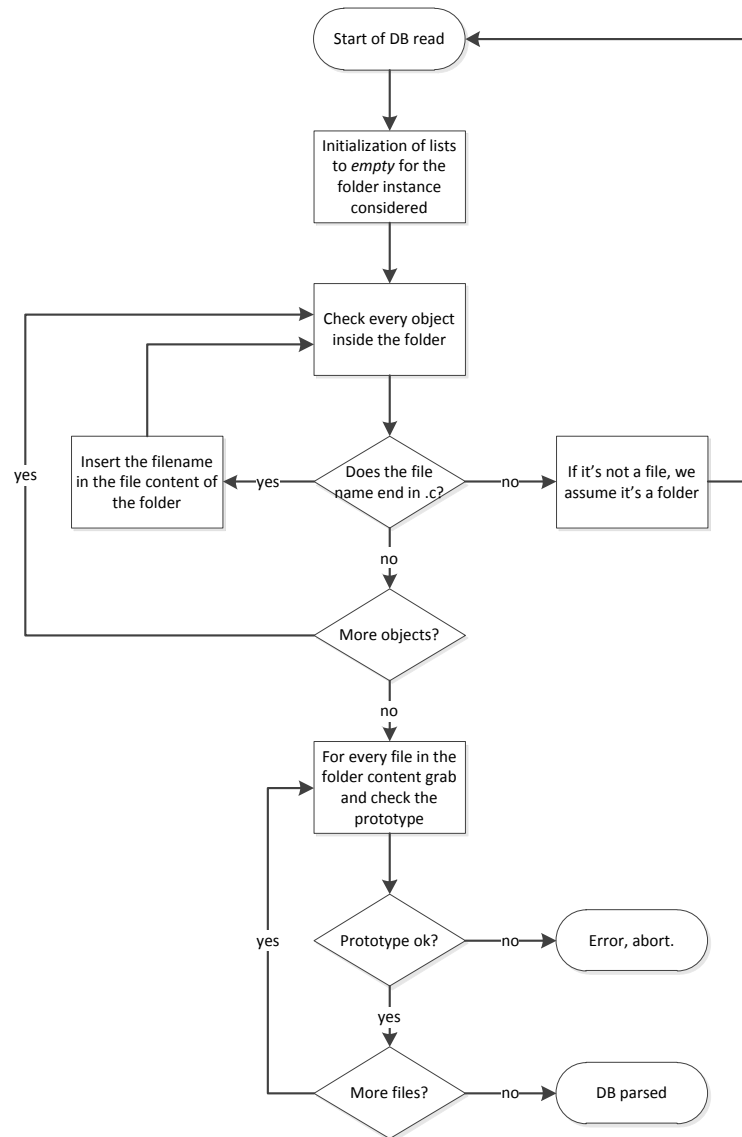 Start of DB read
Initialization of lists
to empty for the
folder instance
considered
Check every object
inside the folder
Insert the filename
in the file content of
the folder
yes
yes
Does the file
name end in .c?
no
If it's not a file, we
assume it's a folder
no
More objects?
no
For every file in the
folder content grab
and check the
prototype
yes
Prototype ok?
no
Error, abort.
yes
More files?
no
DB parsed